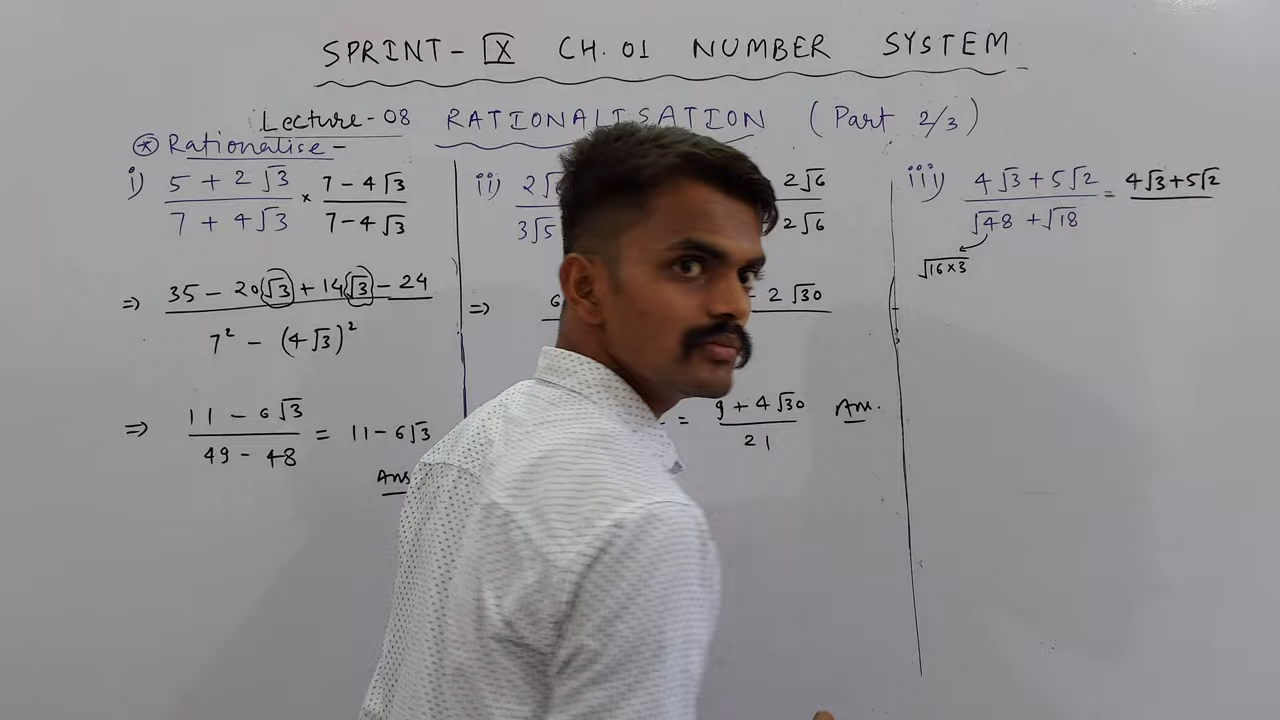 SPRINT - IX CH. 01 NUMBER SYSTEM
Lecture - 08 RATIONALISATION (Part 2/3)
⊛ Rationalise -
i) 5 + 2√3 / 7 + 4√3 × 7 - 4√3 / 7 - 4√3
⇒ 35 - 20√3 + 14√3 - 24 / 7² - (4√3)²
⇒ 11 - 6√3 / 49 - 48 = 11 - 6√3
Ans
ii) 2√ / 3√5 2√6 / 2√6
⇒ 6 - 2√30
= 9 + 4√30 / 21 Ans.
iii) 4√3 + 5√2 / √48 + √18 = 4√3 + 5√2
√16 × 3